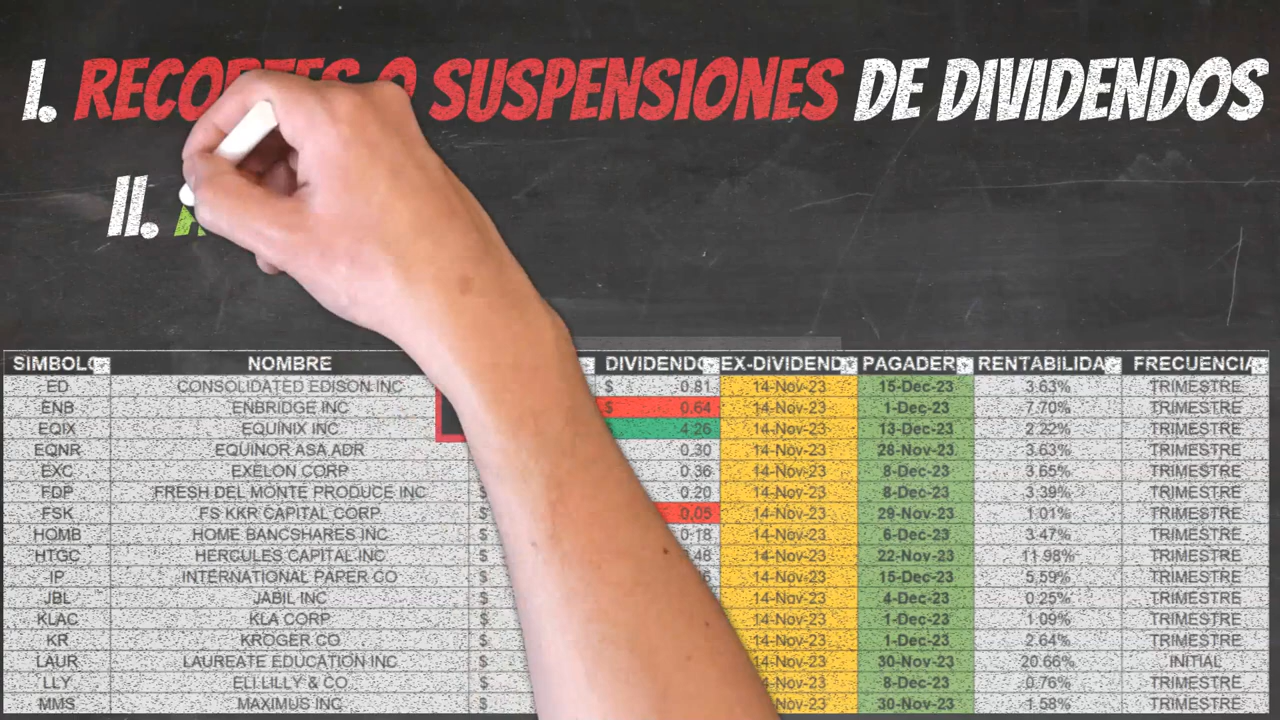 I. RECORTES O SUSPENSIONES DE DIVIDENDOS
II.
SIMBOLO NOMBRE DIVIDENDO EX-DIVIDEND PAGADER RENTABILIDA FRECUENCIA
ED CONSOLIDATED EDISON INC $ 0.81 14-Nov-23 15-Dec-23 3.63% TRIMESTRE
ENB ENBRIDGE INC $ 0.64 14-Nov-23 1-Dec-23 7.70% TRIMESTRE
EQIX EQUINIX INC 4.26 14-Nov-23 13-Dec-23 2.22% TRIMESTRE
EQNR EQUINOR ASA ADR 0.30 14-Nov-23 28-Nov-23 3.63% TRIMESTRE
EXC EXELON CORP 0.36 14-Nov-23 8-Dec-23 3.65% TRIMESTRE
FDP FRESH DEL MONTE PRODUCE INC $ 0.20 14-Nov-23 8-Dec-23 3.39% TRIMESTRE
FSK FS KKR CAPITAL CORP. $ 0.05 14-Nov-23 29-Nov-23 1.01% TRIMESTRE
HOMB HOME BANCSHARES INC $ 0.18 14-Nov-23 6-Dec-23 3.47% TRIMESTRE
HTGC HERCULES CAPITAL INC $ 14-Nov-23 22-Nov-23 11.98% TRIMESTRE
IP INTERNATIONAL PAPER CO $ 14-Nov-23 15-Dec-23 5.59% TRIMESTRE
JBL JABIL INC $ 14-Nov-23 4-Dec-23 0.25% TRIMESTRE
KLAC KLA CORP $ 14-Nov-23 1-Dec-23 1.09% TRIMESTRE
KR KROGER CO $ 14-Nov-23 1-Dec-23 2.64% TRIMESTRE
LAUR LAUREATE EDUCATION INC $ 14-Nov-23 30-Nov-23 20.66% INITIAL
LLY ELI LILLY & CO $ 8-Dec-23 0.76% TRIMESTRE
MMS MAXIMUS INC $ 30-Nov-23 1.58% TRIMESTRE